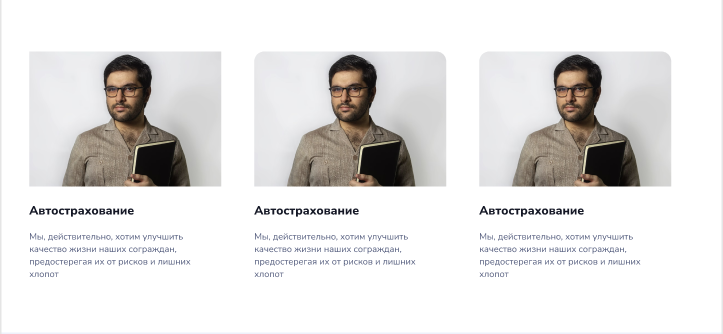 Автострахование
Мы, действительно, хотим улучшить
качество жизни наших сограждан,
предостерегая их от рисков и лишних
хлопот
Автострахование
Мы, действительно, хотим улучшить
качество жизни наших сограждан,
предостерегая их от рисков и лишних
хлопот
Автострахование
Мы, действительно, хотим улучшить
качество жизни наших сограждан,
предостерегая их от рисков и лишних
хлопот